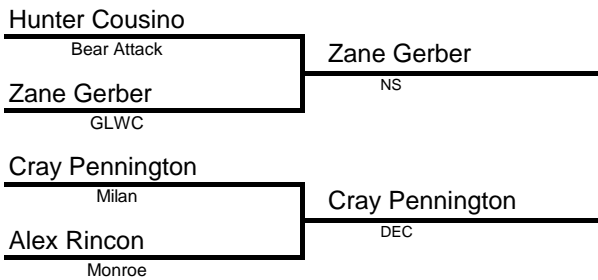 Hunter Cousino
Bear Attack
Zane Gerber
NS
Zane Gerber
GLWC
Cray Pennington
Milan
Cray Pennington
DEC
Alex Rincon
Monroe